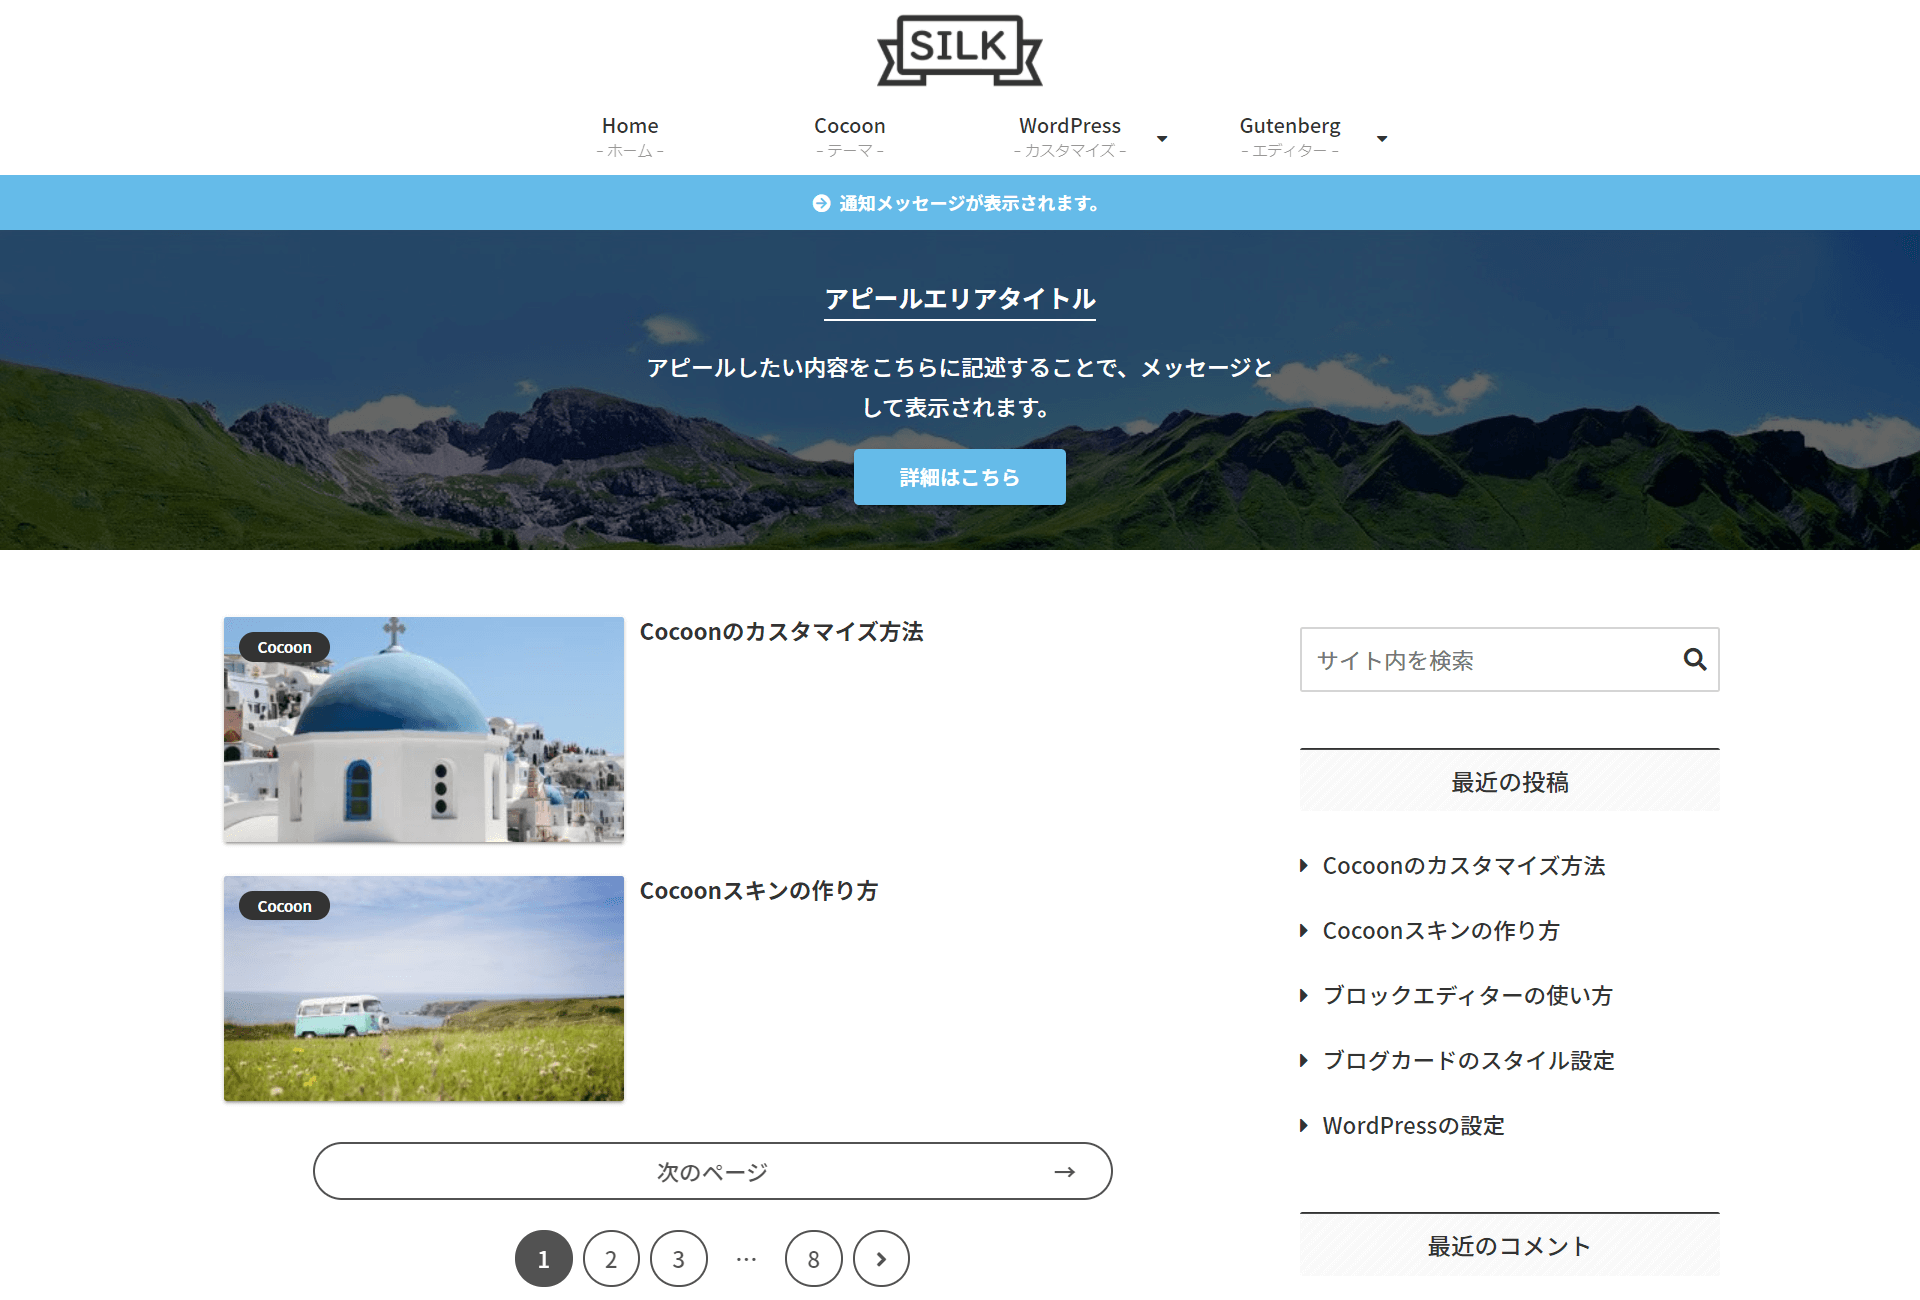 SILK
Home
- ホーム -
Cocoon
- テーマ -
WordPress
- カスタマイズ -
Gutenberg
- エディター -
通知メッセージが表示されます。
アピールエリアタイトル
アピールしたい内容をこちらに記述することで、メッセージと
して表示されます。
詳細はこちら
Cocoon
Cocoonのカスタマイズ方法
Cocoon
Cocoonスキンの作り方
次のページ →
1 2 3 … 8
サイト内を検索
最近の投稿
Cocoonのカスタマイズ方法
Cocoonスキンの作り方
ブロックエディターの使い方
ブログカードのスタイル設定
WordPressの設定
最近のコメント